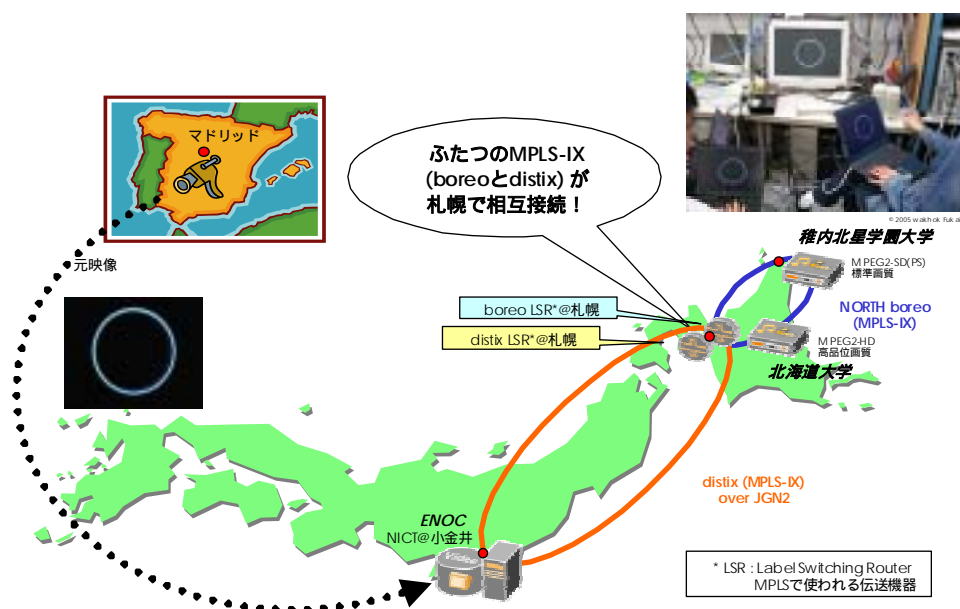 マドリッド
ふたつのMPLS-IX
(boreoとdistix) が
札幌で相互接続！
© 2005 wakhok Fukai
稚内北星学園大学
MPEG2-SD(PS)
標準画質
元映像
NORTH boreo
(MPLS-IX)
boreo LSR*@札幌
distix LSR*@札幌
MPEG2-HD
高品位画質
北海道大学
distix (MPLS-IX)
over JGN2
ENOC
NICT@小金井
* LSR : Label Switching Router
MPLSで使われる伝送機器